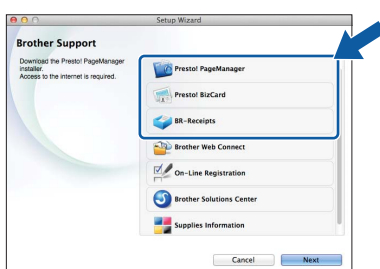 Setup Wizard
Brother Support
Download the Presto! PageManager
installer.
Access to the internet is required.
Presto! PageManager
Presto! BizCard
BR-Receipts
Brother Web Connect
On-Line Registration
Brother Solutions Center
Supplies Information
Cancel
Next